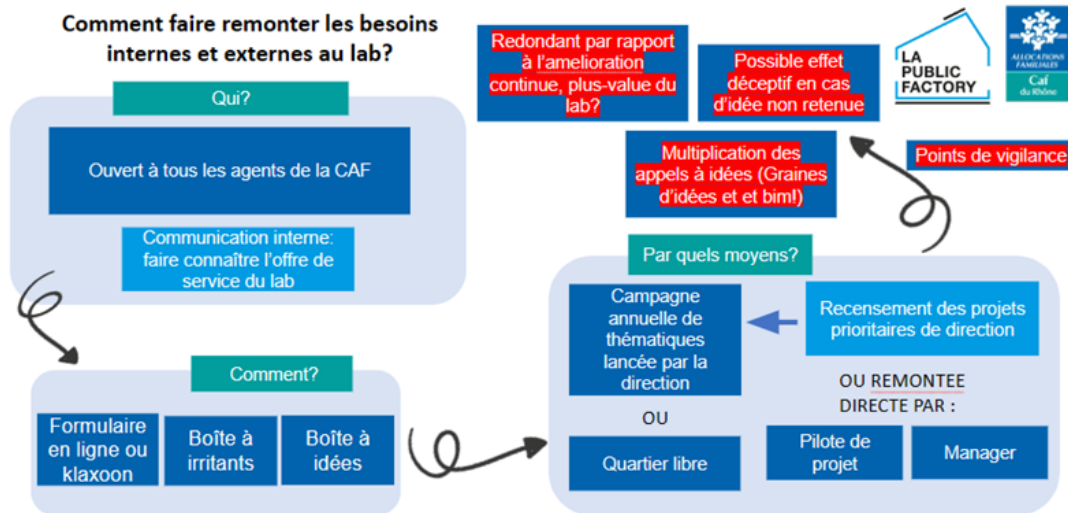 Comment faire remonter les besoins
internes et externes au lab?
Qui?
Ouvert à tous les agents de la CAF
Communication interne:
faire connaître l'offre de
service du lab
Comment?
Formulaire
en ligne ou
klaxoon
Boîte à
irritants
Boîte à
idées
Par quels moyens?
Campagne
annuelle de
thématiques
lancée par la
direction
OU
Quartier libre
Recensement des projets
prioritaires de direction
OU REMONTEE
DIRECTE PAR :
Pilote de
projet
Manager
Points de vigilance
Redondant par rapport
à l'amelioration
continue, plus-value du
lab?
Possible effet
déceptif en cas
d'idée non retenue
Multiplication des
appels à idées (Graines
d'idées et et bim!)
LA
PUBLIC
FACTORY
ALLOCATIONS
FAMILIALES
Caf
du Rhône